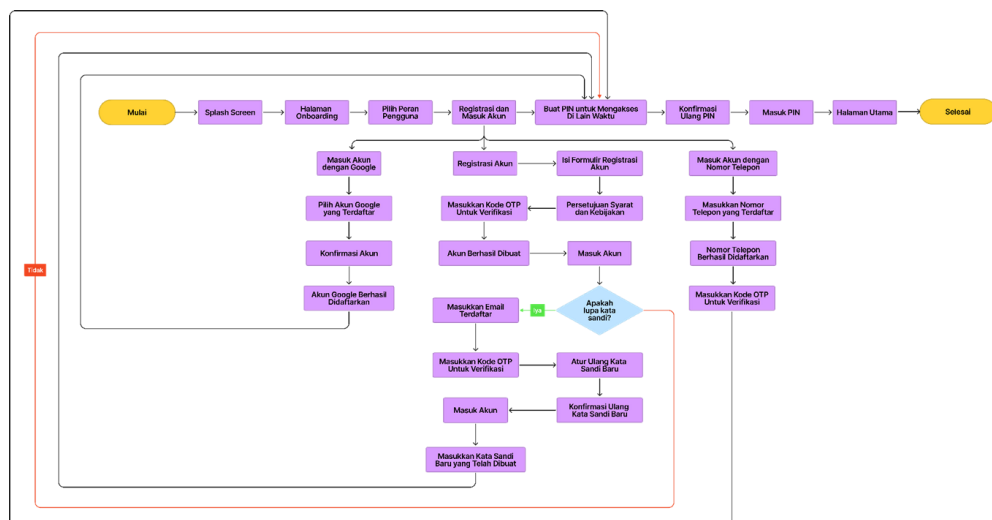 Mulai
Splash Screen
Halaman
Onboarding
Pilih Peran
Pengguna
Registrasi dan
Masuk Akun
Buat PIN untuk Mengakses
Di Lain Waktu
Konfirmasi
Ulang PIN
Masuk PIN
Halaman Utama
Selesai
Masuk Akun
dengan Google
Registrasi Akun
Isi Formulir Registrasi
Akun
Masuk Akun dengan
Nomor Telepon
Pilih Akun Google
yang Terdaftar
Masukkan Kode OTP
Untuk Verifikasi
Persetujuan Syarat
dan Kebijakan
Masukkan Nomor
Telepon yang Terdaftar
Konfirmasi Akun
Akun Berhasil Dibuat
Masuk Akun
Nomor Telepon
Berhasil Didaftarkan
Tidak
Akun Google Berhasil
Didaftarkan
Masukkan Email
Terdaftar
Iya
Apakah
lupa kata
sandi?
Masukkan Kode OTP
Untuk Verifikasi
Masukkan Kode OTP
Untuk Verifikasi
Atur Ulang Kata
Sandi Baru
Masuk Akun
Konfirmasi Ulang
Kata Sandi Baru
Masukkan Kata Sandi
Baru yang Telah Dibuat